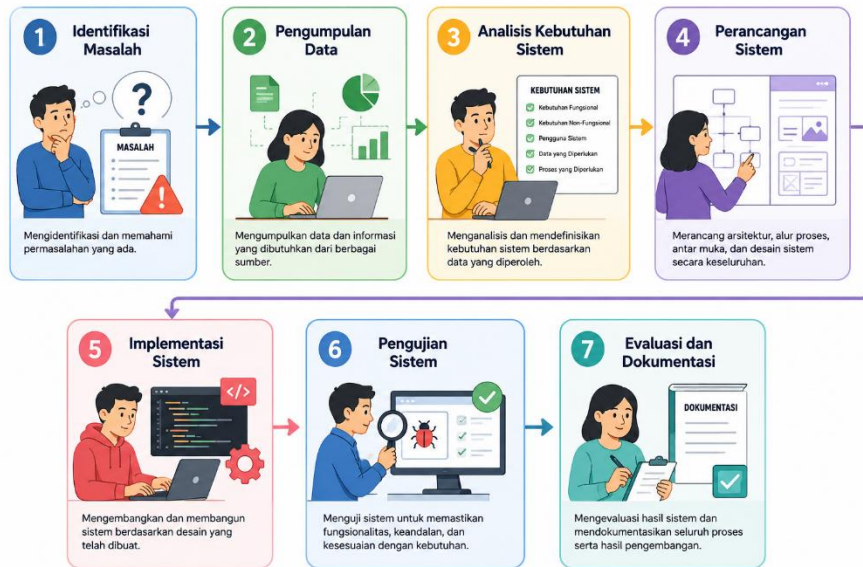 1
Identifikasi
Masalah
?
MASALAH
!
Mengidentifikasi dan memahami
permasalahan yang ada.
2
Pengumpulan
Data
Mengumpulkan data dan informasi
yang dibutuhkan dari berbagai
sumber.
3
Analisis Kebutuhan
Sistem
KEBUTUHAN SISTEM
Kebutuhan Fungsional
Kebutuhan Non-Fungsional
Pengguna Sistem
Data yang Diperlukan
Proses yang Diperlukan
Menganalisis dan mendefinisikan
kebutuhan sistem berdasarkan
data yang diperoleh.
4
Perancangan
Sistem
Merancang arsitektur, alur proses,
antar muka, dan desain sistem
secara keseluruhan.
5
Implementasi
Sistem
</>
Mengembangkan dan membangun
sistem berdasarkan desain yang
telah dibuat.
6
Pengujian
Sistem
Menguji sistem untuk memastikan
fungsionalitas, keandalan, dan
kesesuaian dengan kebutuhan.
7
Evaluasi dan
Dokumentasi
DOKUMENTASI
Mengevaluasi hasil sistem dan
mendokumentasikan seluruh proses
serta hasil pengembangan.